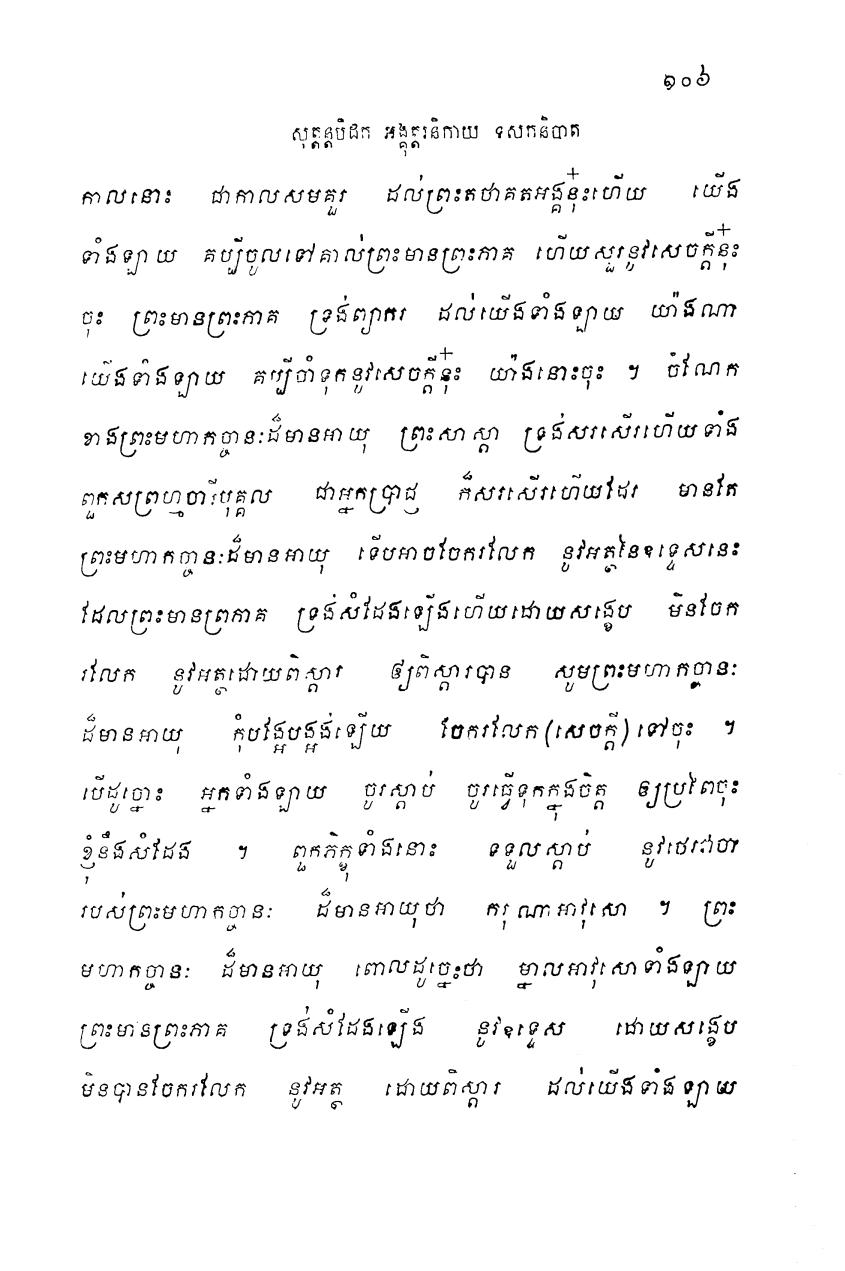 ១០៦
សុត្តន្តបិដក អង្គុត្តរនិកាយ ទសកនិបាត
កាលនោះ ជាកាលសមគួរ ដល់ព្រះតថាគតអង្គនុ៎ះហើយ យើង
ទាំងឡាយ គប្បីចូលទៅគាល់ព្រះមានព្រះភាគ ហើយសួរនូវសេចក្តីនុ៎ះ
ចុះ ព្រះមានព្រះភាគ ទ្រង់ព្យាករ ដល់យើងទាំងឡាយ យ៉ាងណា
យើងទាំងឡាយ គប្បីចាំទុកនូវសេចក្តីនុ៎ះ យ៉ាងនោះចុះ ។ ចំណែក
ខាងព្រះមហាកច្ចានៈដ៏មានអាយុ ព្រះសាស្តា ទ្រង់សរសើរហើយទាំង
ពួកសព្រហ្មចារីបុគ្គល ជាអ្នកប្រាជ្ញ ក៏សរសើរហើយដែរ មានតែ
ព្រះមហាកច្ចានៈដ៏មានអាយុ ទើបអាចចែករលែក នូវអត្ថនៃឧទ្ទេសនេះ
ដែលព្រះមានព្រភាគ ទ្រង់សំដែងឡើងហើយដោយសង្ខេប មិនចែក
រលែក នូវអត្ថដោយពិស្តារ ឲ្យពិស្តារបាន សូមព្រះមហាកច្ចានៈ
ដ៏មានអាយុ កុំបង្អែបង្អង់ឡើយ ចែករលែក(សេចក្តី)ទៅចុះ ។
បើដូច្នោះ អ្នកទាំងឡាយ ចូរស្តាប់ ចូរធ្វើទុកក្នុងចិត្ត ឲ្យប្រពៃចុះ
ខ្ញុំនឹងសំដែង ។ ពួកភិក្ខុទាំងនោះ ទទួលស្តាប់ នូវថេរវាចា
របស់ព្រះមហាកច្ចានៈ ដ៏មានអាយុថា ករុណាអាវុសោ ។ ព្រះ
មហាកច្ចានៈ ដ៏មានអាយុ ពោលដូច្នេះថា ម្នាលអាវុសោទាំងឡាយ
ព្រះមានព្រះភាគ ទ្រង់សំដែងឡើង នូវឧទ្ទេស ដោយសង្ខេប
មិនបានចែករលែក នូវអត្ថ ដោយពិស្តារ ដល់យើងទាំងឡាយ